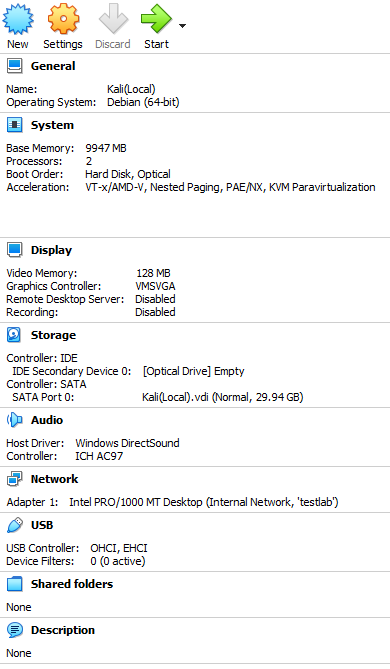 New Settings Discard Start
General
Name: Kali(Local)
Operating System: Debian (64-bit)
System
Base Memory: 9947 MB
Processors: 2
Boot Order: Hard Disk, Optical
Acceleration: VT-x/AMD-V, Nested Paging, PAE/NX, KVM Paravirtualization
Display
Video Memory: 128 MB
Graphics Controller: VMSVGA
Remote Desktop Server: Disabled
Recording: Disabled
Storage
Controller: IDE
IDE Secondary Device 0: [Optical Drive] Empty
Controller: SATA
SATA Port 0: Kali(Local).vdi (Normal, 29.94 GB)
Audio
Host Driver: Windows DirectSound
Controller: ICH AC97
Network
Adapter 1: Intel PRO/1000 MT Desktop (Internal Network, 'testlab')
USB
USB Controller: OHCI, EHCI
Device Filters: 0 (0 active)
Shared folders
None
Description
None